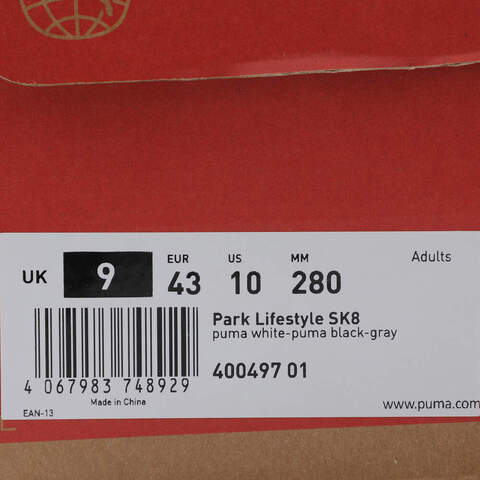 EUR US MM Adults
UK 9 43 10 280
Park Lifestyle SK8
puma white-puma black-gray
400497 01
4 067983 748929
Made in China
EAN-13
www.puma.com